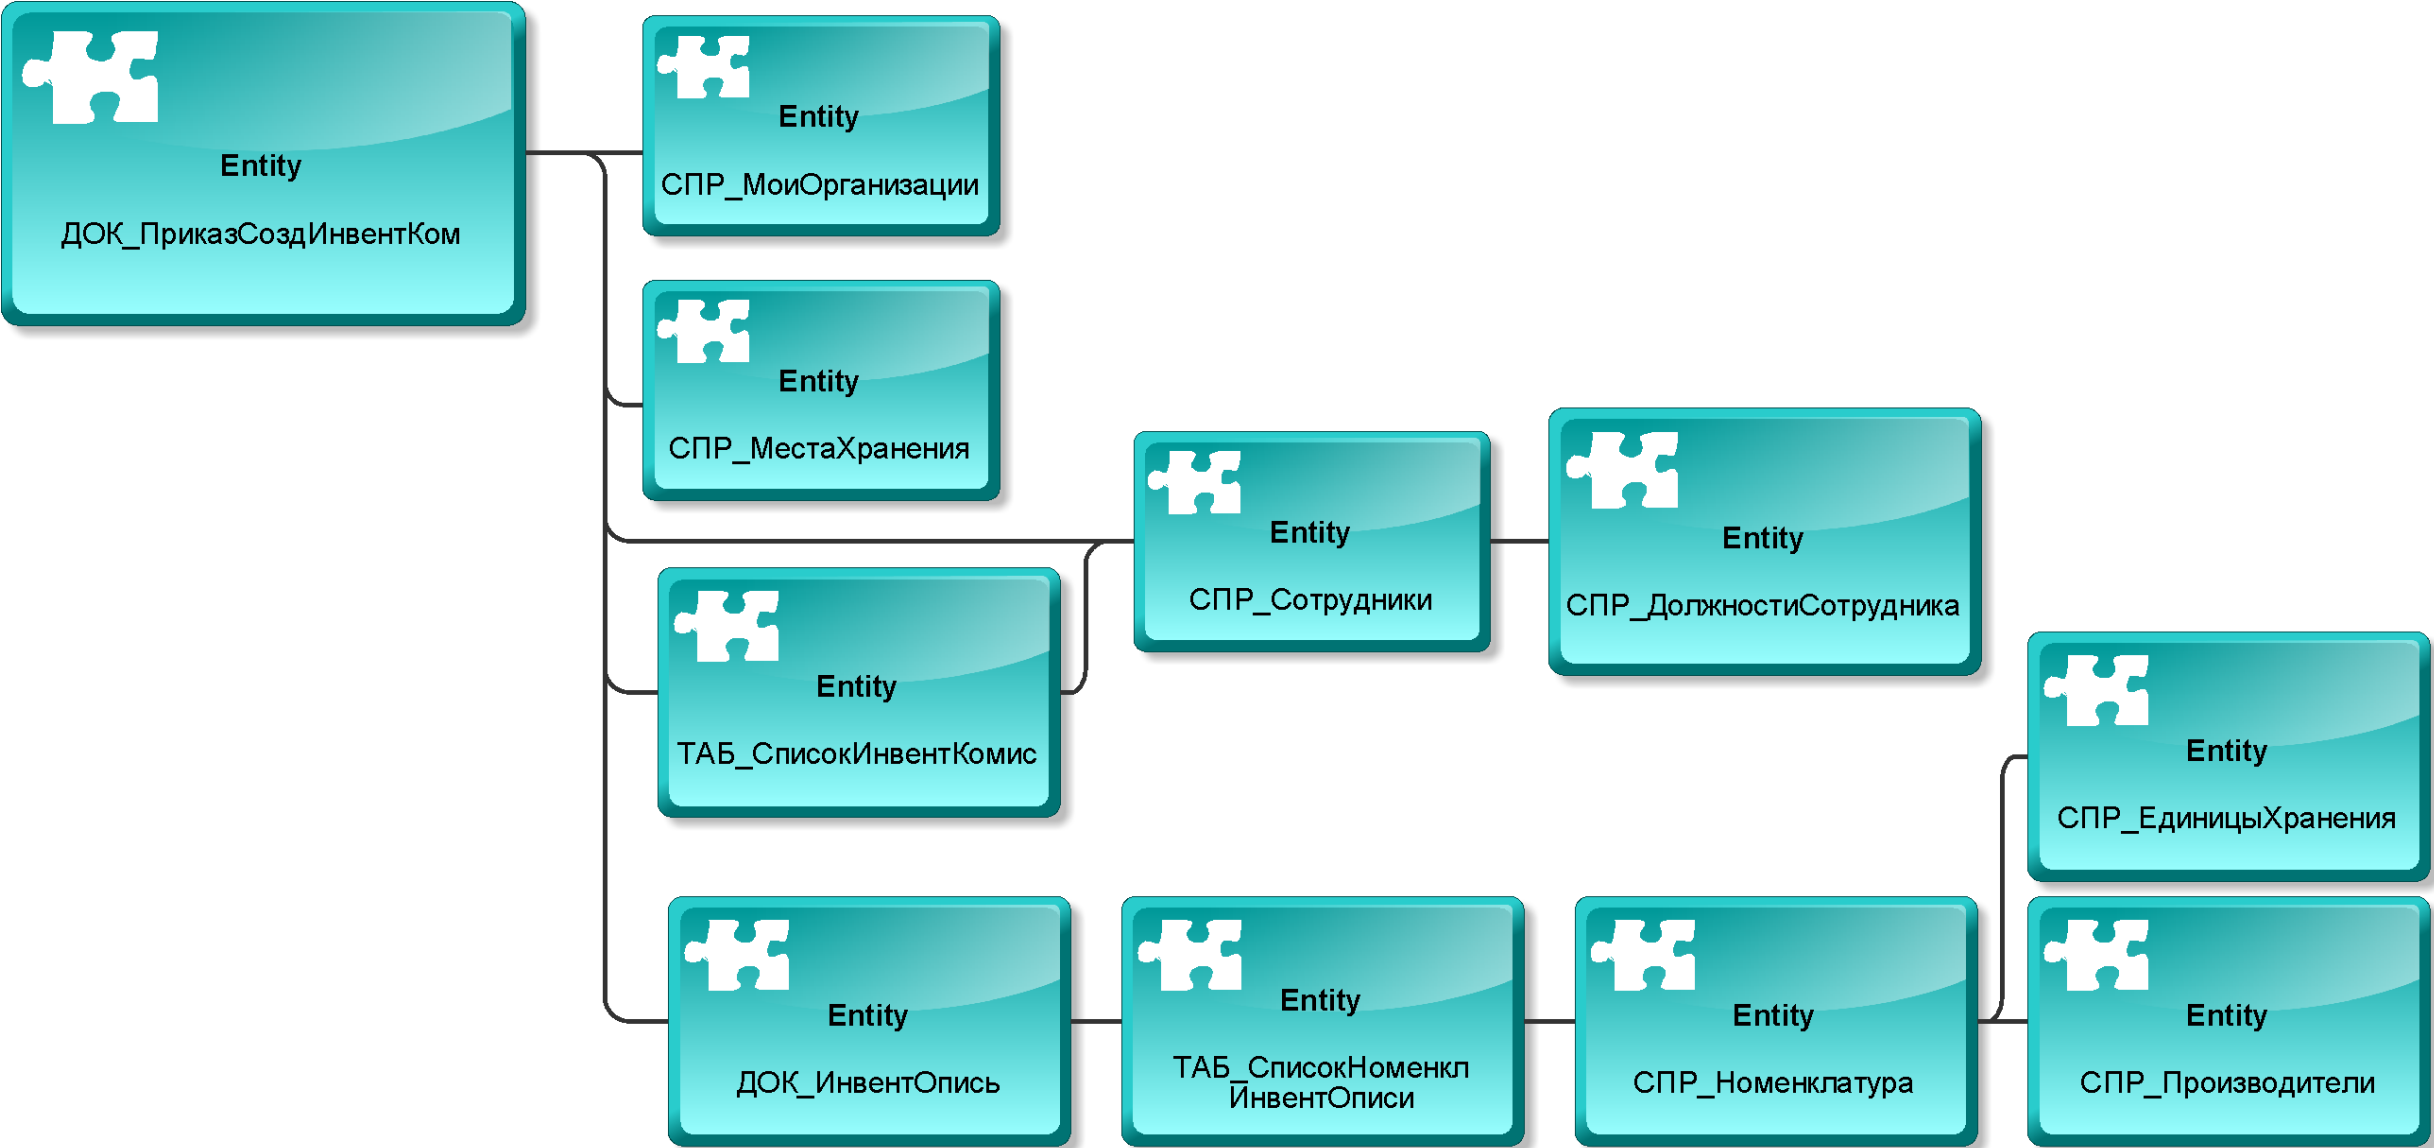 Entity
ДОК_ПриказСоздИнвентКом
Entity
СПР_МоиОрганизации
Entity
СПР_МестаХранения
Entity
СПР_Сотрудники
Entity
СПР_ДолжностиСотрудника
Entity
ТАБ_СписокИнвентКомис
Entity
СПР_ЕдиницыХранения
Entity
ДОК_ИнвентОпись
Entity
ТАБ_СписокНоменкл
ИнвентОписи
Entity
СПР_Номенклатура
Entity
СПР_Производители